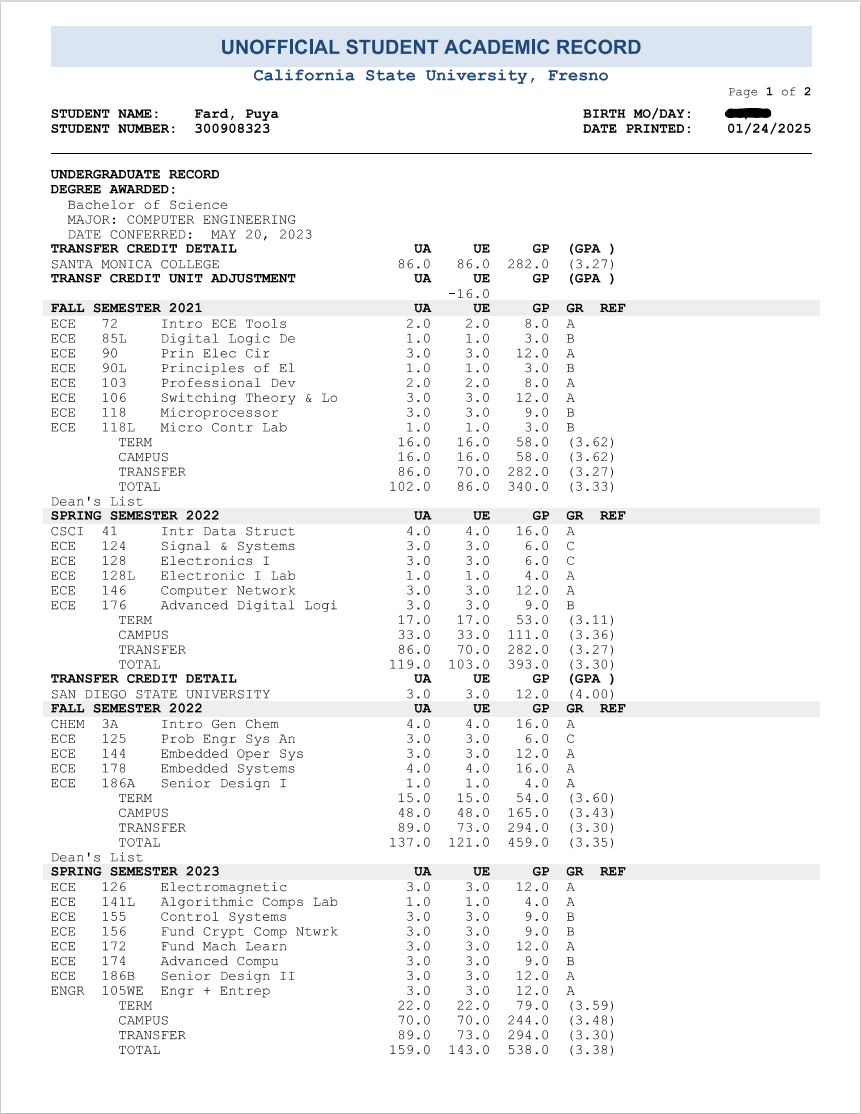 UNOFFICIAL STUDENT ACADEMIC RECORD
California State University, Fresno
Page 1 of 2
STUDENT NAME: Fard, Puya BIRTH MO/DAY:
STUDENT NUMBER: 300908323 DATE PRINTED: 01/24/2025
UNDERGRADUATE RECORD
DEGREE AWARDED:
Bachelor of Science
MAJOR: COMPUTER ENGINEERING
DATE CONFERRED: MAY 20, 2023
TRANSFER CREDIT DETAIL UA UE GP (GPA )
SANTA MONICA COLLEGE 86.0 86.0 282.0 (3.27)
TRANSF CREDIT UNIT ADJUSTMENT UA UE GP (GPA )
-16.0
FALL SEMESTER 2021 UA UE GP GR REF
ECE 72 Intro ECE Tools 2.0 2.0 8.0 A
ECE 85L Digital Logic De 1.0 1.0 3.0 B
ECE 90 Prin Elec Cir 3.0 3.0 12.0 A
ECE 90L Principles of El 1.0 1.0 3.0 B
ECE 103 Professional Dev 2.0 2.0 8.0 A
ECE 106 Switching Theory & Lo 3.0 3.0 12.0 A
ECE 118 Microprocessor 3.0 3.0 9.0 B
ECE 118L Micro Contr Lab 1.0 1.0 3.0 B
TERM 16.0 16.0 58.0 (3.62)
CAMPUS 16.0 16.0 58.0 (3.62)
TRANSFER 86.0 70.0 282.0 (3.27)
TOTAL 102.0 86.0 340.0 (3.33)
Dean's List
SPRING SEMESTER 2022 UA UE GP GR REF
CSCI 41 Intr Data Struct 4.0 4.0 16.0 A
ECE 124 Signal & Systems 3.0 3.0 6.0 C
ECE 128 Electronics I 3.0 3.0 6.0 C
ECE 128L Electronic I Lab 1.0 1.0 4.0 A
ECE 146 Computer Network 3.0 3.0 12.0 A
ECE 176 Advanced Digital Logi 3.0 3.0 9.0 B
TERM 17.0 17.0 53.0 (3.11)
CAMPUS 33.0 33.0 111.0 (3.36)
TRANSFER 86.0 70.0 282.0 (3.27)
TOTAL 119.0 103.0 393.0 (3.30)
TRANSFER CREDIT DETAIL UA UE GP (GPA )
SAN DIEGO STATE UNIVERSITY 3.0 3.0 12.0 (4.00)
FALL SEMESTER 2022 UA UE GP GR REF
CHEM 3A Intro Gen Chem 4.0 4.0 16.0 A
ECE 125 Prob Engr Sys An 3.0 3.0 6.0 C
ECE 144 Embedded Oper Sys 3.0 3.0 12.0 A
ECE 178 Embedded Systems 4.0 4.0 16.0 A
ECE 186A Senior Design I 1.0 1.0 4.0 A
TERM 15.0 15.0 54.0 (3.60)
CAMPUS 48.0 48.0 165.0 (3.43)
TRANSFER 89.0 73.0 294.0 (3.30)
TOTAL 137.0 121.0 459.0 (3.35)
Dean's List
SPRING SEMESTER 2023 UA UE GP GR REF
ECE 126 Electromagnetic 3.0 3.0 12.0 A
ECE 141L Algorithmic Comps Lab 1.0 1.0 4.0 A
ECE 155 Control Systems 3.0 3.0 9.0 B
ECE 156 Fund Crypt Comp Ntwrk 3.0 3.0 9.0 B
ECE 172 Fund Mach Learn 3.0 3.0 12.0 A
ECE 174 Advanced Compu 3.0 3.0 9.0 B
ECE 186B Senior Design II 3.0 3.0 12.0 A
ENGR 105WE Engr + Entrep 3.0 3.0 12.0 A
TERM 22.0 22.0 79.0 (3.59)
CAMPUS 70.0 70.0 244.0 (3.48)
TRANSFER 89.0 73.0 294.0 (3.30)
TOTAL 159.0 143.0 538.0 (3.38)